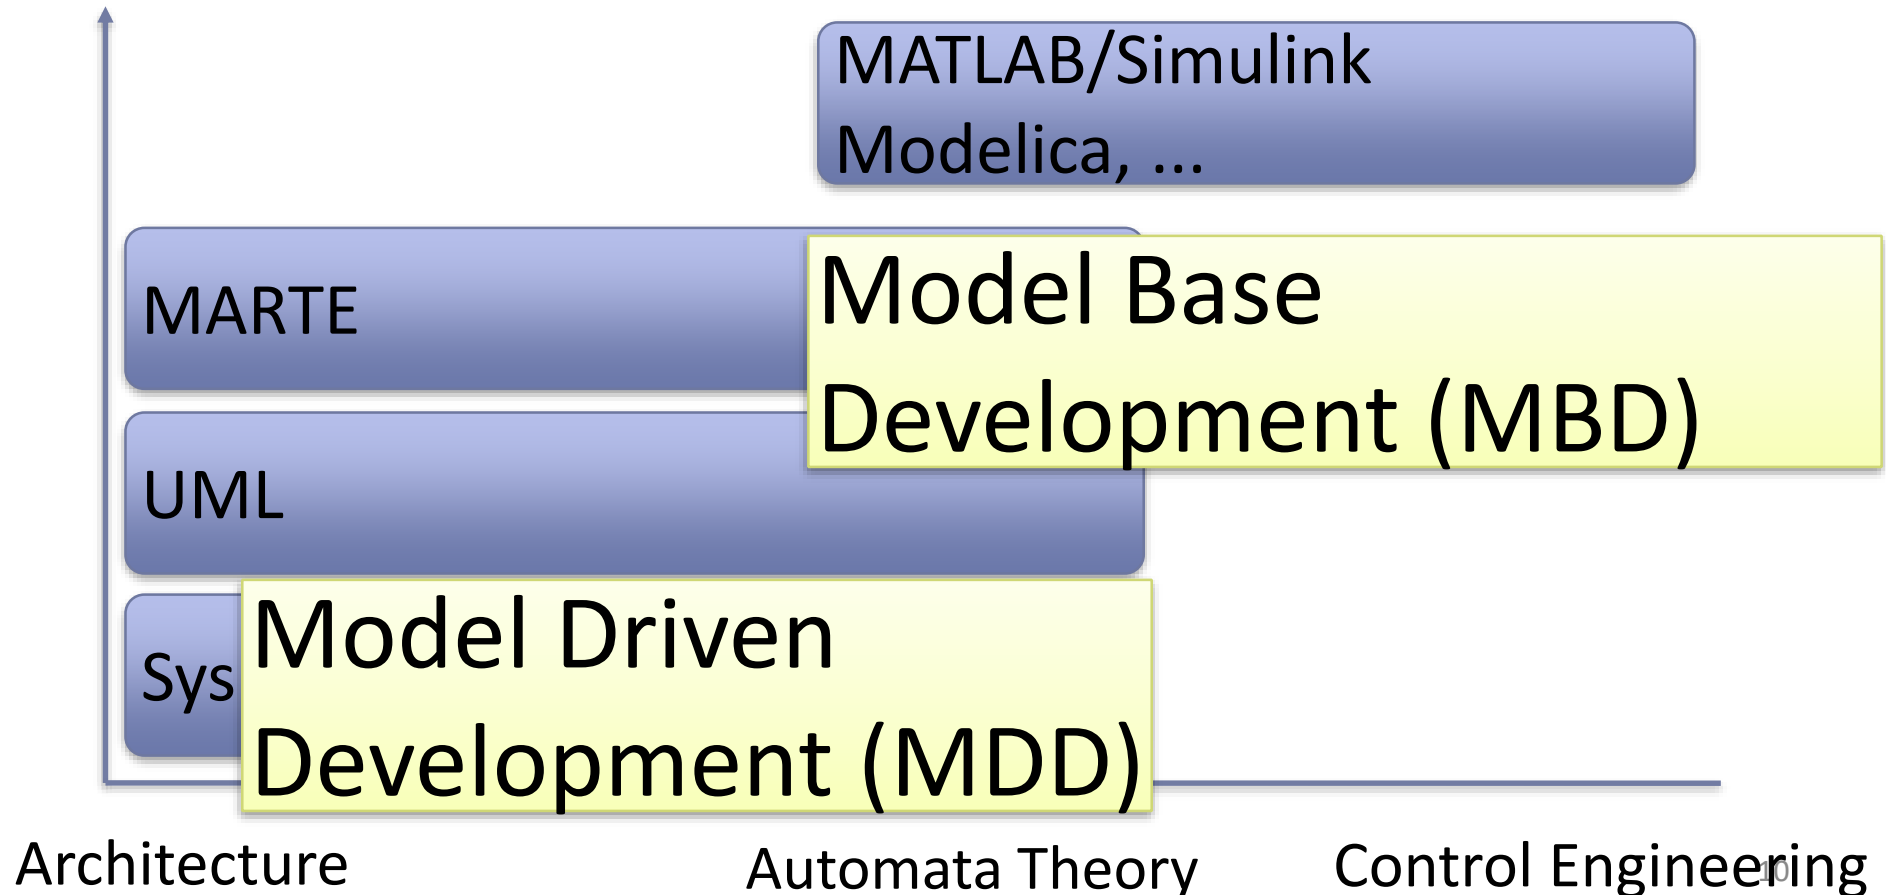 MATLAB/Simulink
Modelica, ...
MARTE
Model Base
Development (MBD)
UML
Sys
Model Driven
Development (MDD)
Architecture
Automata Theory
Control Engineering
10